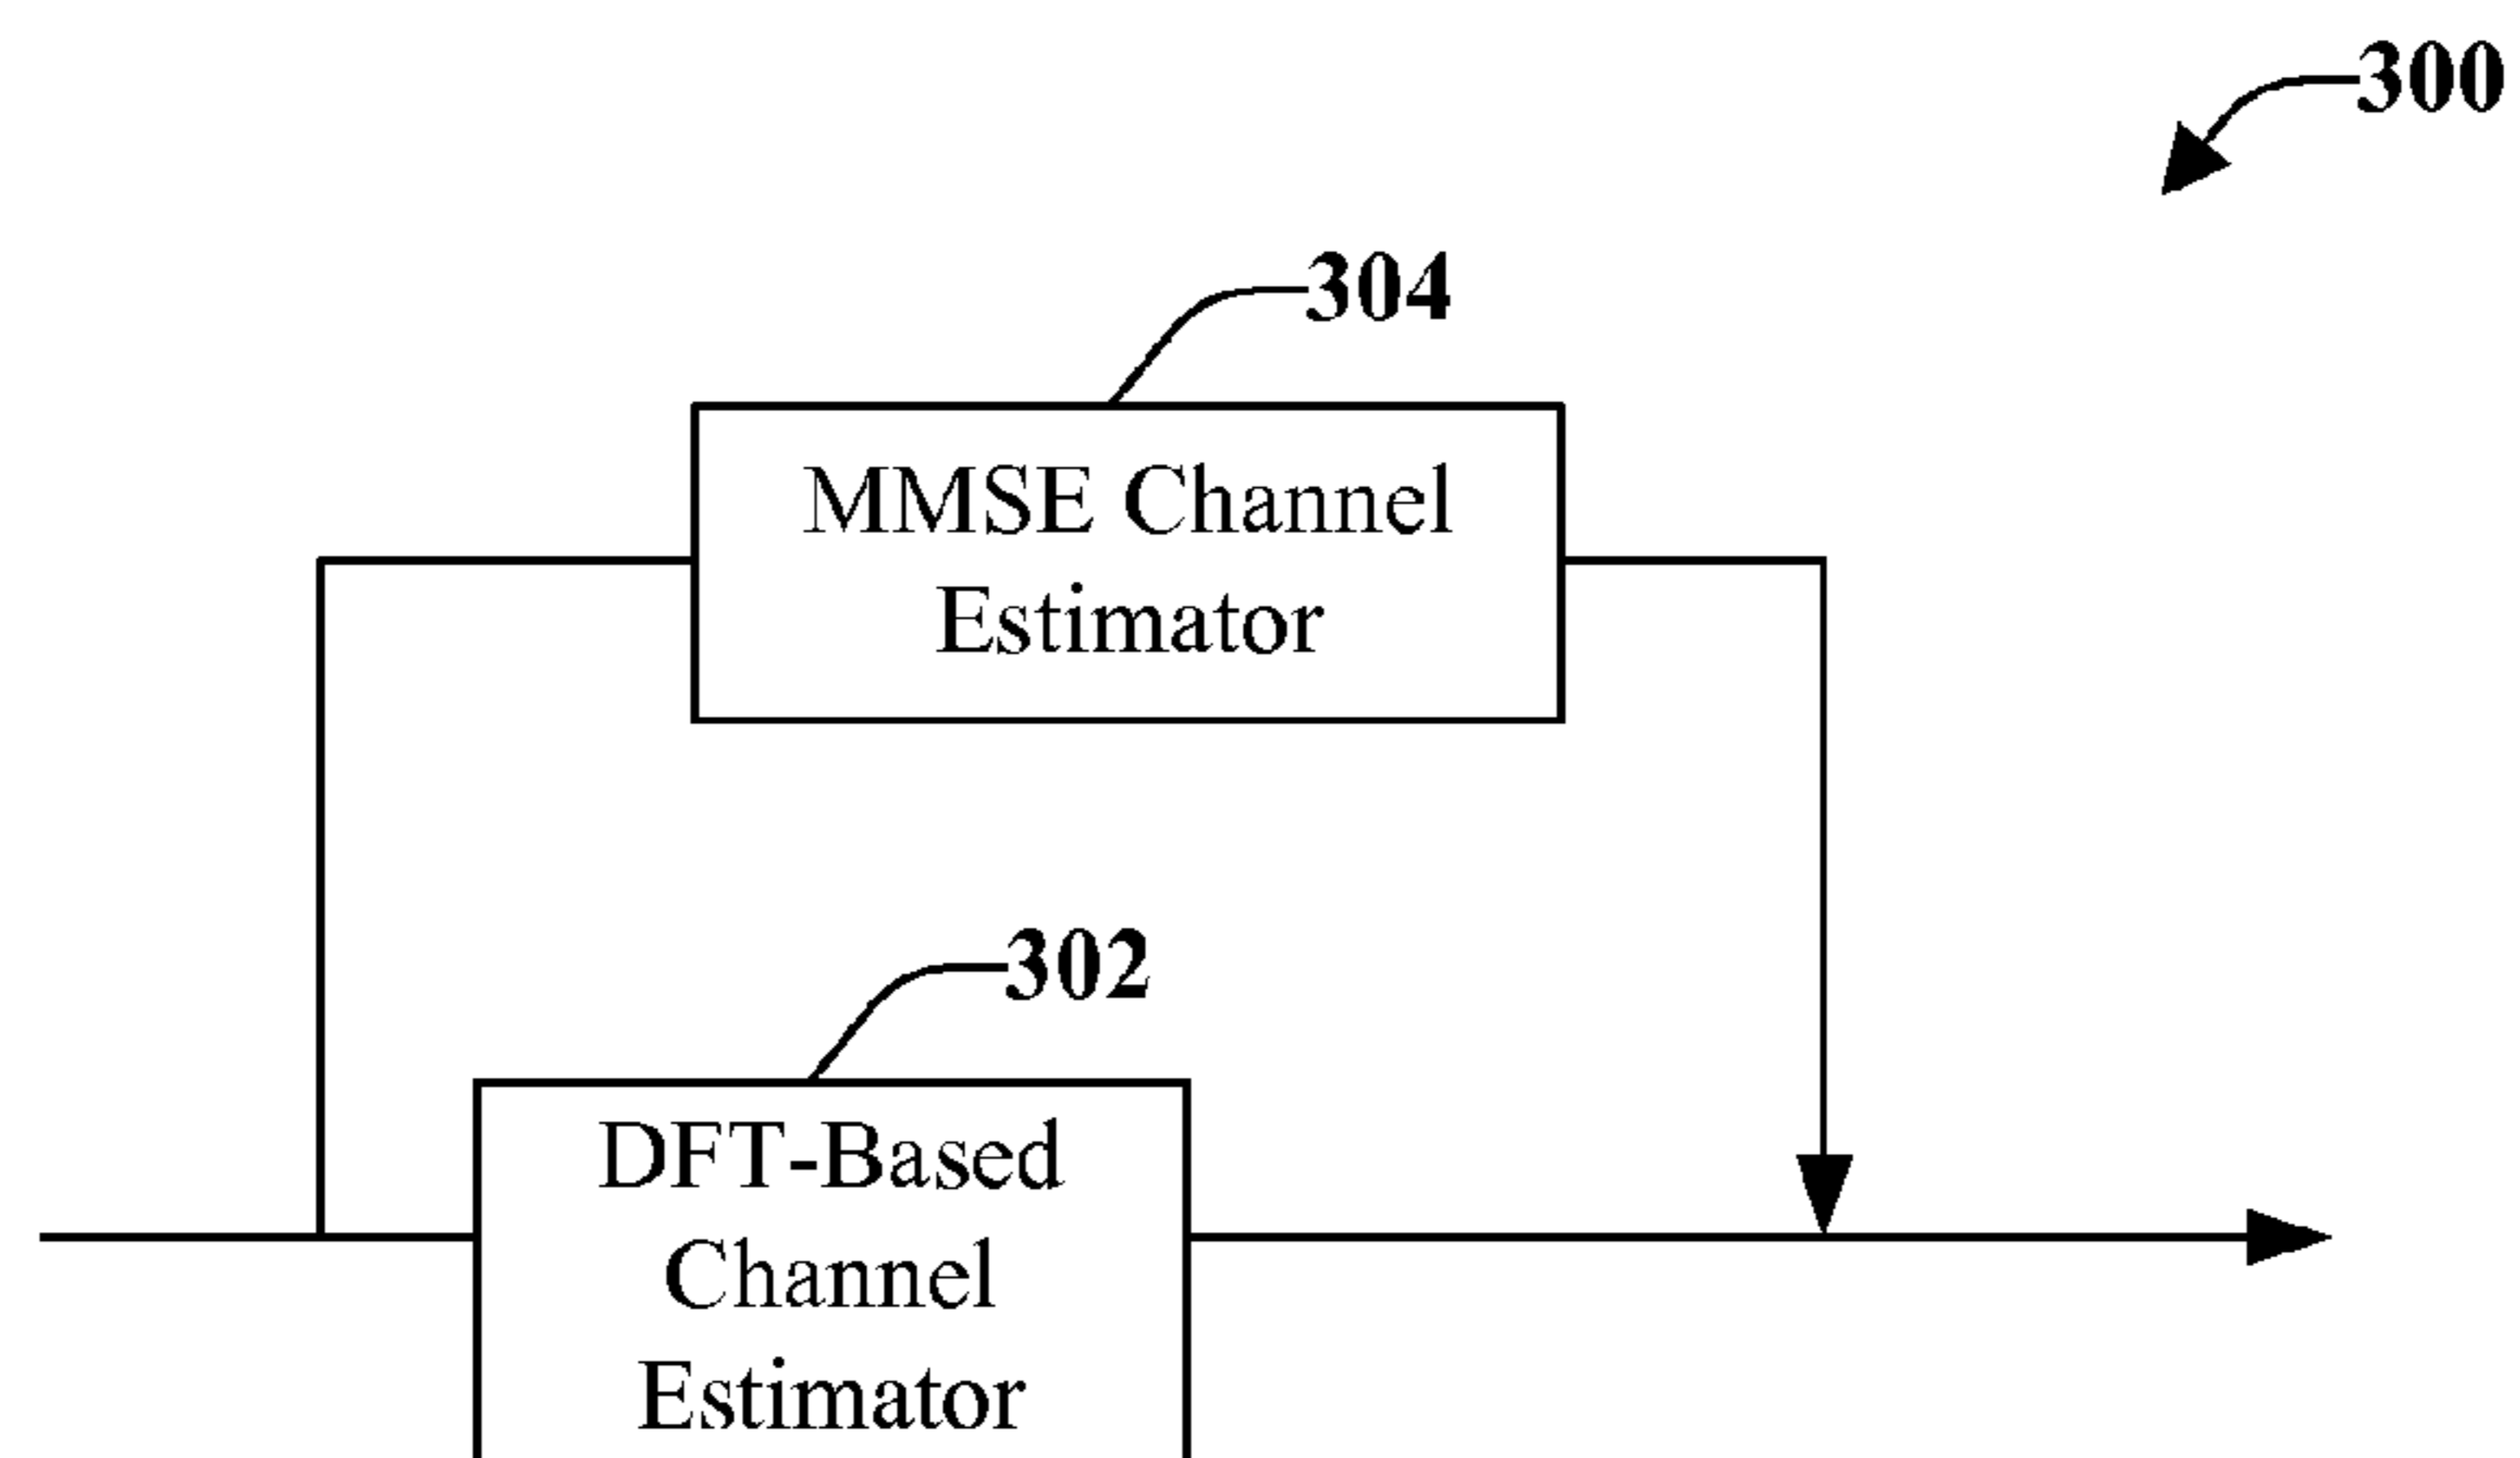 300
304
MMSE Channel
Estimator
302
DFT-Based
Channel
Estimator